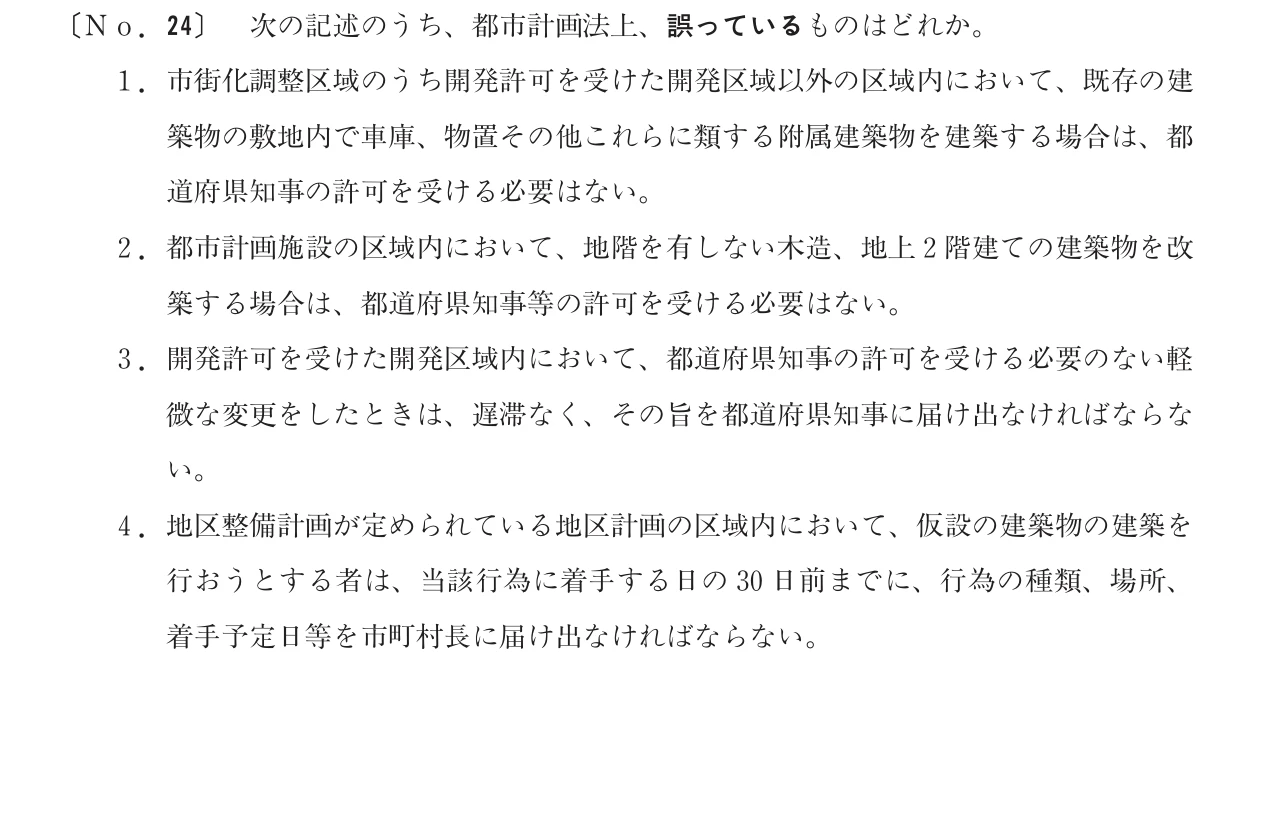 〔Ｎｏ．24〕　次の記述のうち、都市計画法上、誤っているものはどれか。
１．市街化調整区域のうち開発許可を受けた開発区域以外の区域内において、既存の建
築物の敷地内で車庫、物置その他これらに類する附属建築物を建築する場合は、都
道府県知事の許可を受ける必要はない。
２．都市計画施設の区域内において、地階を有しない木造、地上２階建ての建築物を改
築する場合は、都道府県知事等の許可を受ける必要はない。
３．開発許可を受けた開発区域内において、都道府県知事の許可を受ける必要のない軽
微な変更をしたときは、遅滞なく、その旨を都道府県知事に届け出なければならな
い。
４．地区整備計画が定められている地区計画の区域内において、仮設の建築物の建築を
行おうとする者は、当該行為に着手する日の 30 日前までに、行為の種類、場所、
着手予定日等を市町村長に届け出なければならない。